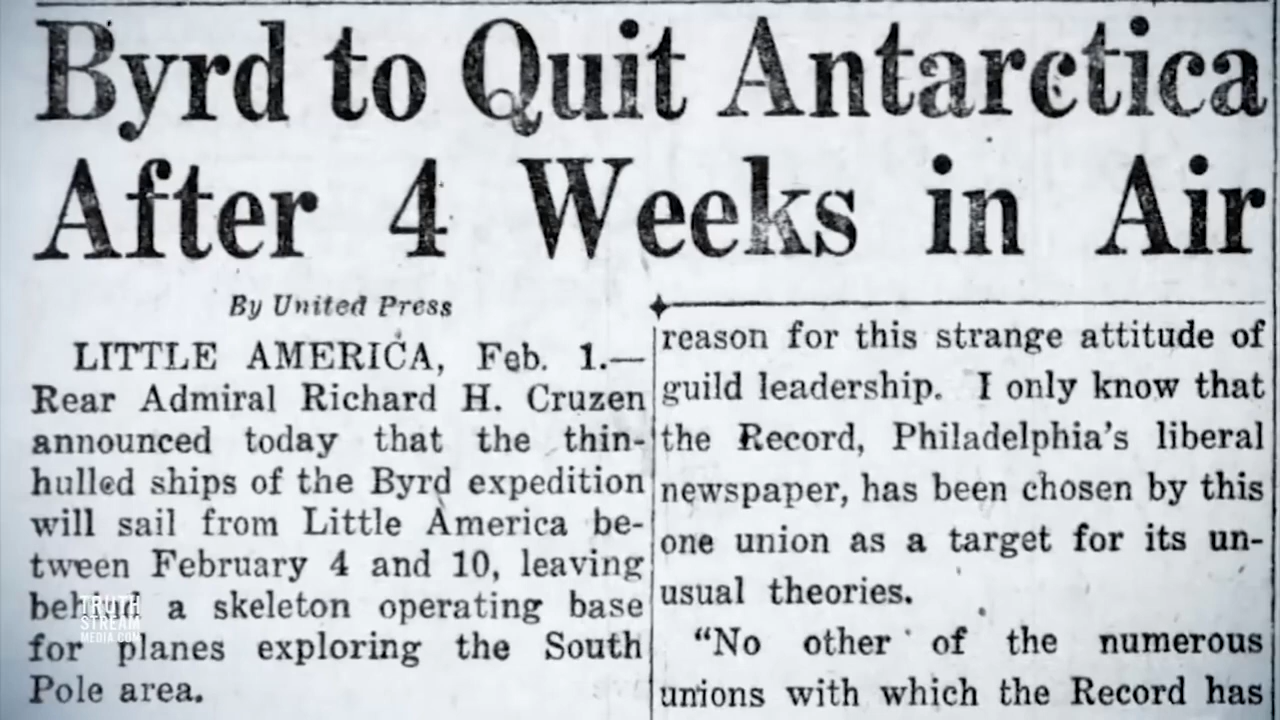 Byrd to Quit Antarctica
After 4 Weeks in Air
By United Press
LITTLE AMERICA, Feb. 1.—
Rear Admiral Richard H. Cruzen
announced today that the thin-
hulled ships of the Byrd expedition
will sail from Little America be-
tween February 4 and 10, leaving
behind a skeleton operating base
for planes exploring the South
Pole area.
reason for this strange attitude of
guild leadership. I only know that
the Record, Philadelphia's liberal
newspaper, has been chosen by this
one union as a target for its un-
usual theories.
“No other of the numerous
unions with which the Record has
TRUTH
STREAM
MEDIA.COM